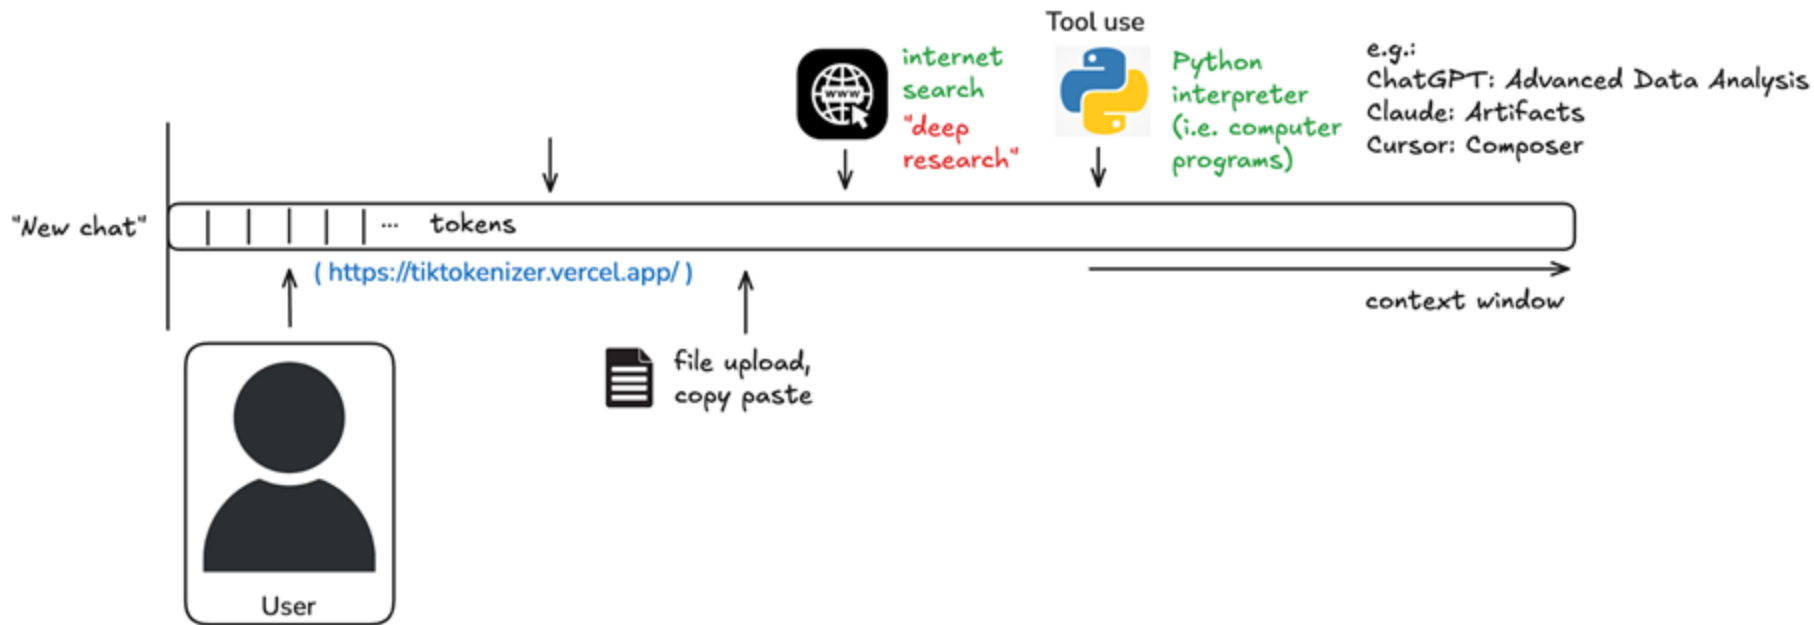 Tool use
internet
search
"deep
research"
www
Python
interpreter
(i.e. computer
programs)
e.g.:
ChatGPT: Advanced Data Analysis
Claude: Artifacts
Cursor: Composer
"New chat"
... tokens
( https://tiktokenizer.vercel.app/ )
context window
file upload,
copy paste
User